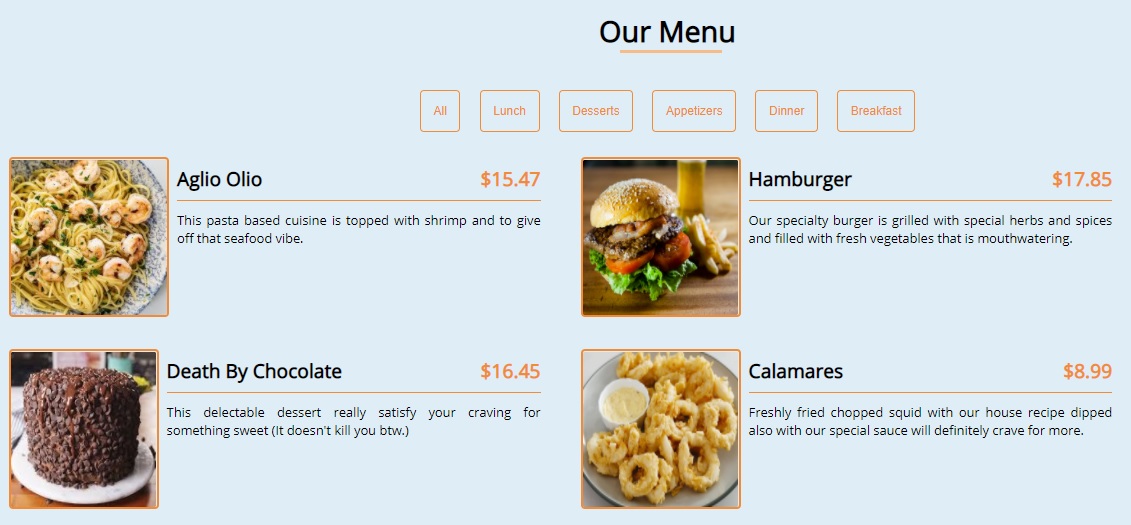 Our Menu
All Lunch Desserts Appetizers Dinner Breakfast
Aglio Olio $15.47
This pasta based cuisine is topped with shrimp and to give
off that seafood vibe.
Hamburger $17.85
Our specialty burger is grilled with special herbs and spices
and filled with fresh vegetables that is mouthwatering.
Death By Chocolate $16.45
This delectable dessert really satisfy your craving for
something sweet (It doesn't kill you btw.)
Calamares $8.99
Freshly fried chopped squid with our house recipe dipped
also with our special sauce will definitely crave for more.